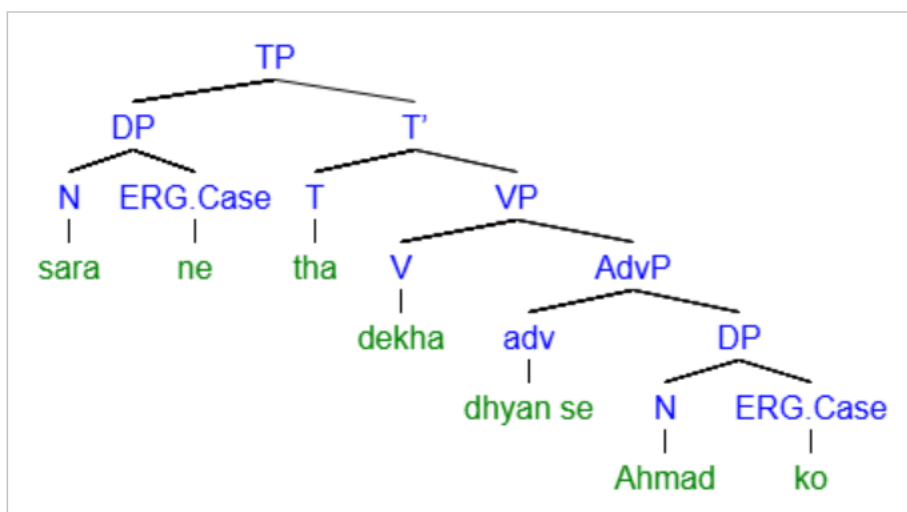 TP
DP T’
N ERG.Case T VP
sara ne tha V AdvP
dekha adv DP
dhyan se N ERG.Case
Ahmad ko